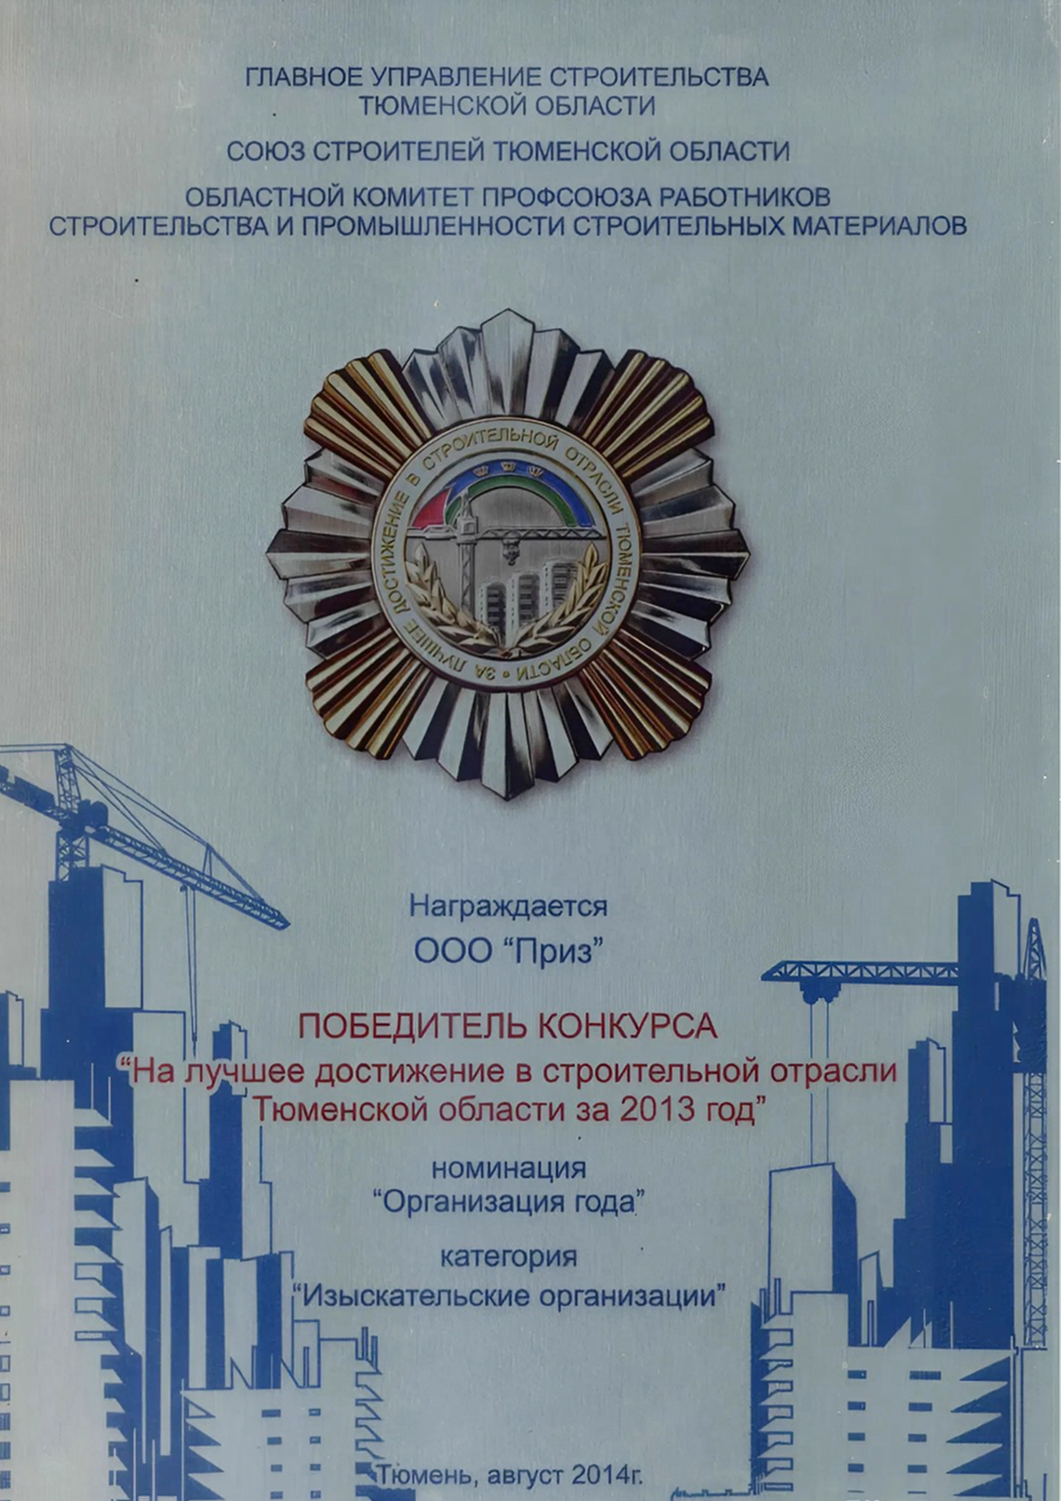 ГЛАВНОЕ УПРАВЛЕНИЕ СТРОИТЕЛЬСТВА
ТЮМЕНСКОЙ ОБЛАСТИ
СОЮЗ СТРОИТЕЛЕЙ ТЮМЕНСКОЙ ОБЛАСТИ
ОБЛАСТНОЙ КОМИТЕТ ПРОФСОЮЗА РАБОТНИКОВ
СТРОИТЕЛЬСТВА И ПРОМЫШЛЕННОСТИ СТРОИТЕЛЬНЫХ МАТЕРИАЛОВ
ЗА ЛУЧШЕЕ ДОСТИЖЕНИЕ В СТРОИТЕЛЬНОЙ ОТРАСЛИ ТЮМЕНСКОЙ ОБЛАСТИ •
Награждается
ООО “Приз”
ПОБЕДИТЕЛЬ КОНКУРСА
“На лучшее достижение в строительной отрасли
Тюменской области за 2013 год”
номинация
“Организация года”
категория
“Изыскательские организации”
Тюмень, август 2014г.